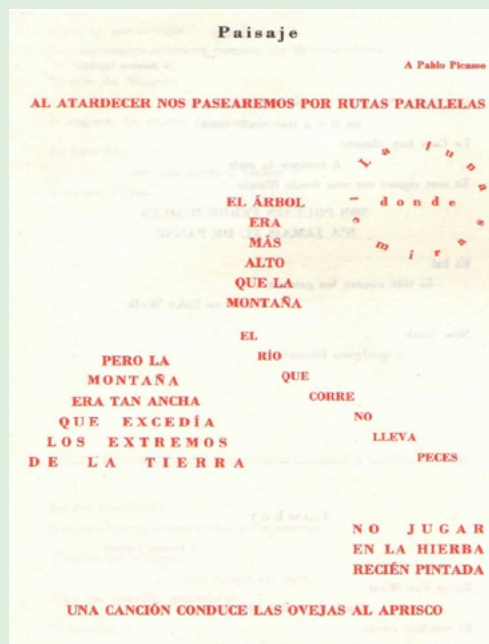 Paisaje
A Pablo Picasso
AL ATARDECER NOS PASEAREMOS POR RUTAS PARALELAS
La luna
donde
te miras
EL ÁRBOL
ERA
MÁS
ALTO
QUE LA
MONTAÑA
PERO LA
MONTAÑA
ERA TAN ANCHA
QUE EXCEDÍA
LOS EXTREMOS
DE LA TIERRA
EL
RÍO
QUE
CORRE
NO
LLEVA
PECES
NO JUGAR
EN LA HIERBA
RECIÉN PINTADA
UNA CANCIÓN CONDUCE LAS OVEJAS AL APRISCO